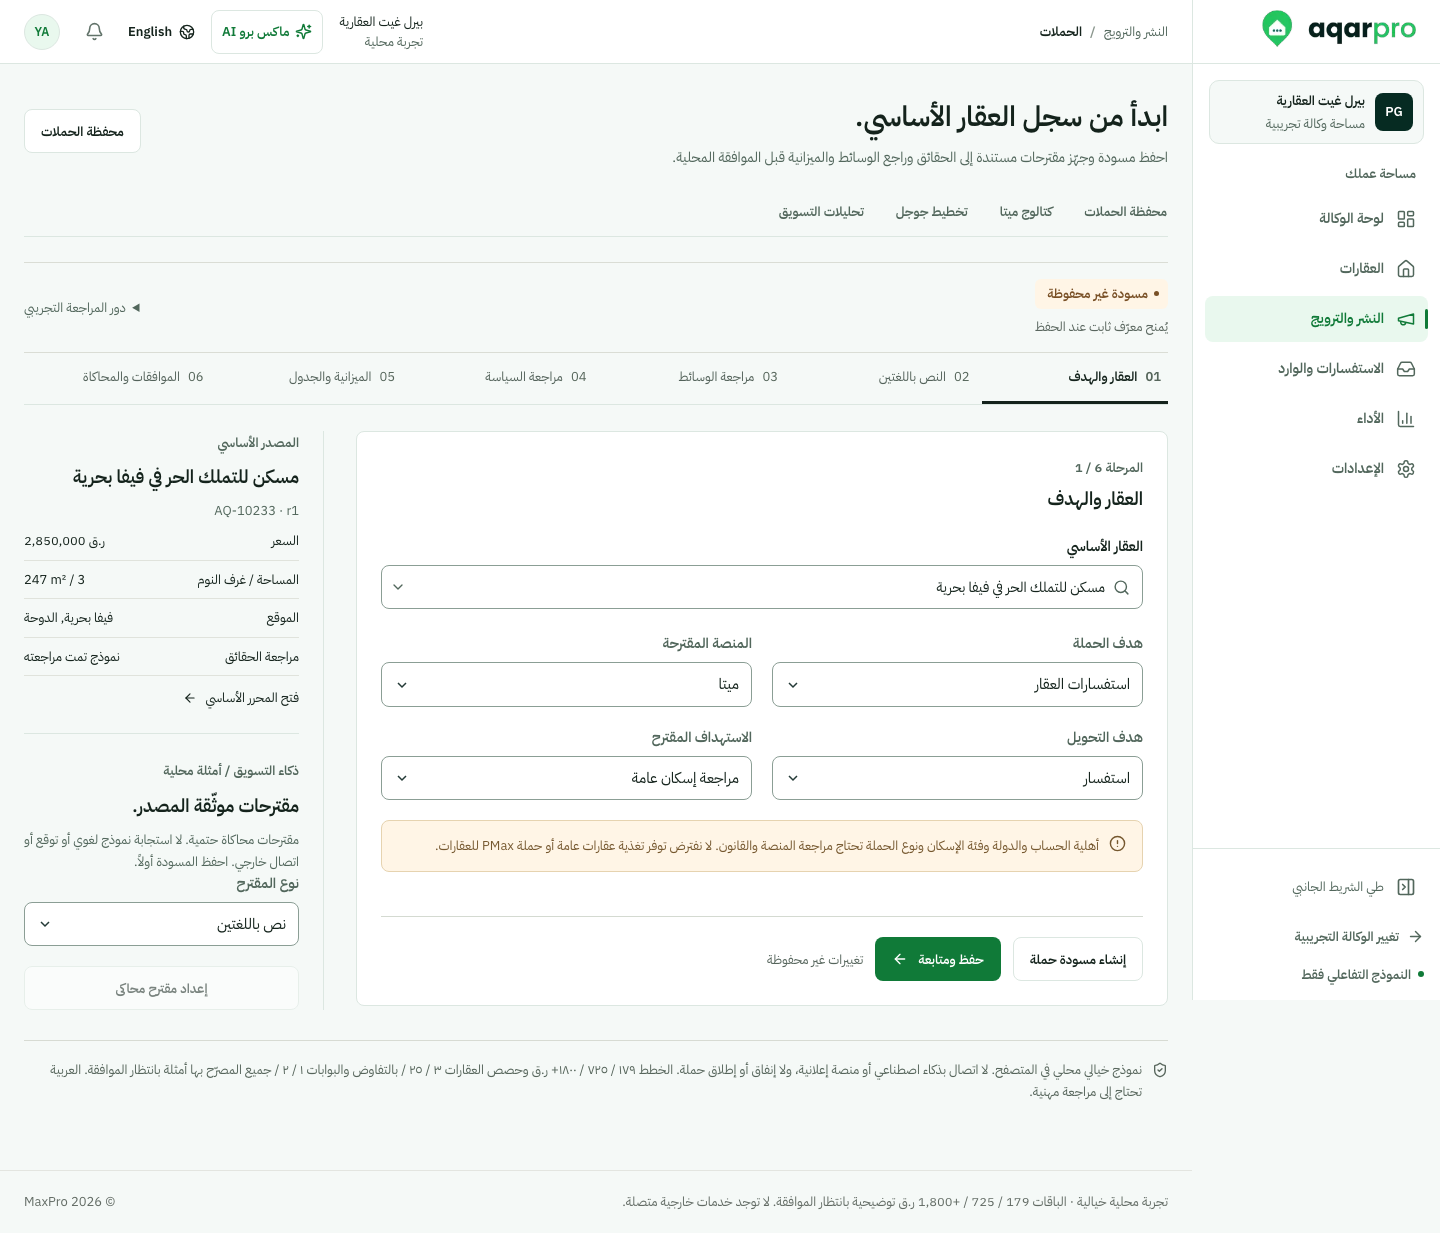 aqarpro
النشر والترويج / الحملات
بيرل غيت العقارية
تجربة محلية
ماكس برو AI
English
YA
PG
بيرل غيت العقارية
مساحة وكالة تجريبية
مساحة عملك
لوحة الوكالة
العقارات
النشر والترويج
الاستفسارات والوارد
الأداء
الإعدادات
طي الشريط الجانبي
تغيير الوكالة التجريبية
النموذج التفاعلي فقط
ابدأ من سجل العقار الأساسي.
احفظ مسودة وجهّز مقترحات مستندة إلى الحقائق وراجع الوسائط والميزانية قبل الموافقة المحلية.
محفظة الحملات
محفظة الحملات
كتالوج ميتا
تخطيط جوجل
تحليلات التسويق
مسودة غير محفوظة
يُمنح معرّف ثابت عند الحفظ
دور المراجعة التجريبي
01 العقار والهدف
02 النص باللغتين
03 مراجعة الوسائط
04 مراجعة السياسة
05 الميزانية والجدول
06 الموافقات والمحاكاة
المرحلة 6 / 1
العقار والهدف
العقار الأساسي
مسكن للتملك الحر في فيفا بحرية
هدف الحملة
استفسارات العقار
المنصة المقترحة
ميتا
هدف التحويل
استفسار
الاستهداف المقترح
مراجعة إسكان عامة
أهلية الحساب والدولة وفئة الإسكان ونوع الحملة تحتاج مراجعة المنصة والقانون. لا نفترض توفر تغذية عقارات عامة أو حملة PMax للعقارات.
إنشاء مسودة حملة
حفظ ومتابعة
تغييرات غير محفوظة
المصدر الأساسي
مسكن للتملك الحر في فيفا بحرية
AQ-10233 · r1
السعر
ر.ق 2,850,000
المساحة / غرف النوم
247 m² / 3
الموقع
فيفا بحرية, الدوحة
مراجعة الحقائق
نموذج تمت مراجعته
فتح المحرر الأساسي
ذكاء التسويق / أمثلة محلية
مقترحات موثّقة المصدر.
مقترحات محاكاة حتمية. لا استجابة نموذج لغوي أو توقع أو
اتصال خارجي. احفظ المسودة أولاً.
نوع المقترح
نص باللغتين
إعداد مقترح محاكى
نموذج خيالي محلي في المتصفح. لا اتصال بذكاء اصطناعي أو منصة إعلانية، ولا إنفاق أو إطلاق حملة. الخطط ١٧٩ / ٧٢٥ / ١٨٠٠+ ر.ق وحصص العقارات ٣ / ٢٥ / بالتفاوض والبوابات ١ / ٢ / جميع المصرّح بها أمثلة بانتظار الموافقة. العربية
تحتاج إلى مراجعة مهنية.
تجربة محلية خيالية · الباقات 179 / 725 / +1,800 ر.ق توضيحية بانتظار الموافقة. لا توجد خدمات خارجية متصلة.
© MaxPro 2026